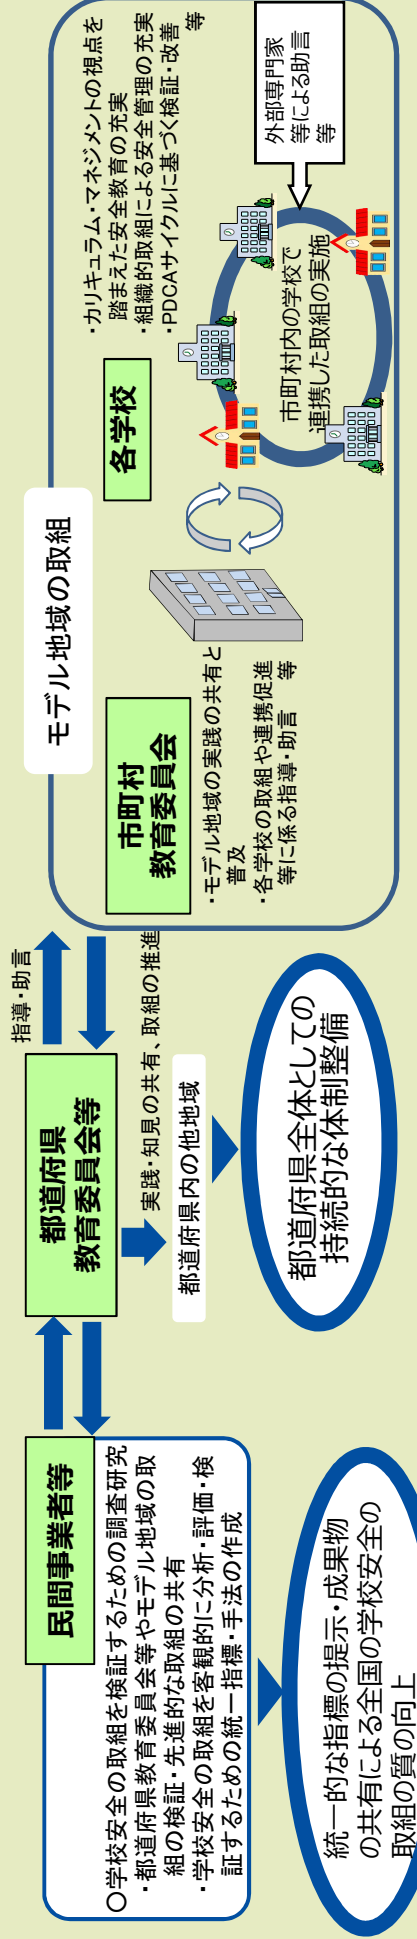 民間事業者等
〇学校安全の取組を検証するための調査研究
・都道府県教育委員会等やモデル地域の取
組の検証・先進的な取組の共有
・学校安全の取組を客観的に分析・評価・検
証するための統一指標・手法の作成
統一的な指標の提示・成果物
の共有による全国の学校安全の
取組の質の向上
都道府県
教育委員会等
指導・助言
実践・知見の共有、取組の推進
都道府県内の他地域
都道府県全体としての
持続的な体制整備
モデル地域の取組
市町村
教育委員会
・モデル地域の実践の共有と
普及
・各学校の取組や連携促進
等に係る指導・助言 等
各学校
・カリキュラム・マネジメントの視点を
踏まえた安全教育の充実
・組織的取組による安全管理の充実
・PDCAサイクルに基づく検証・改善
等
市町村内の学校で
連携した取組の実施
外部専門家
等による助言
等